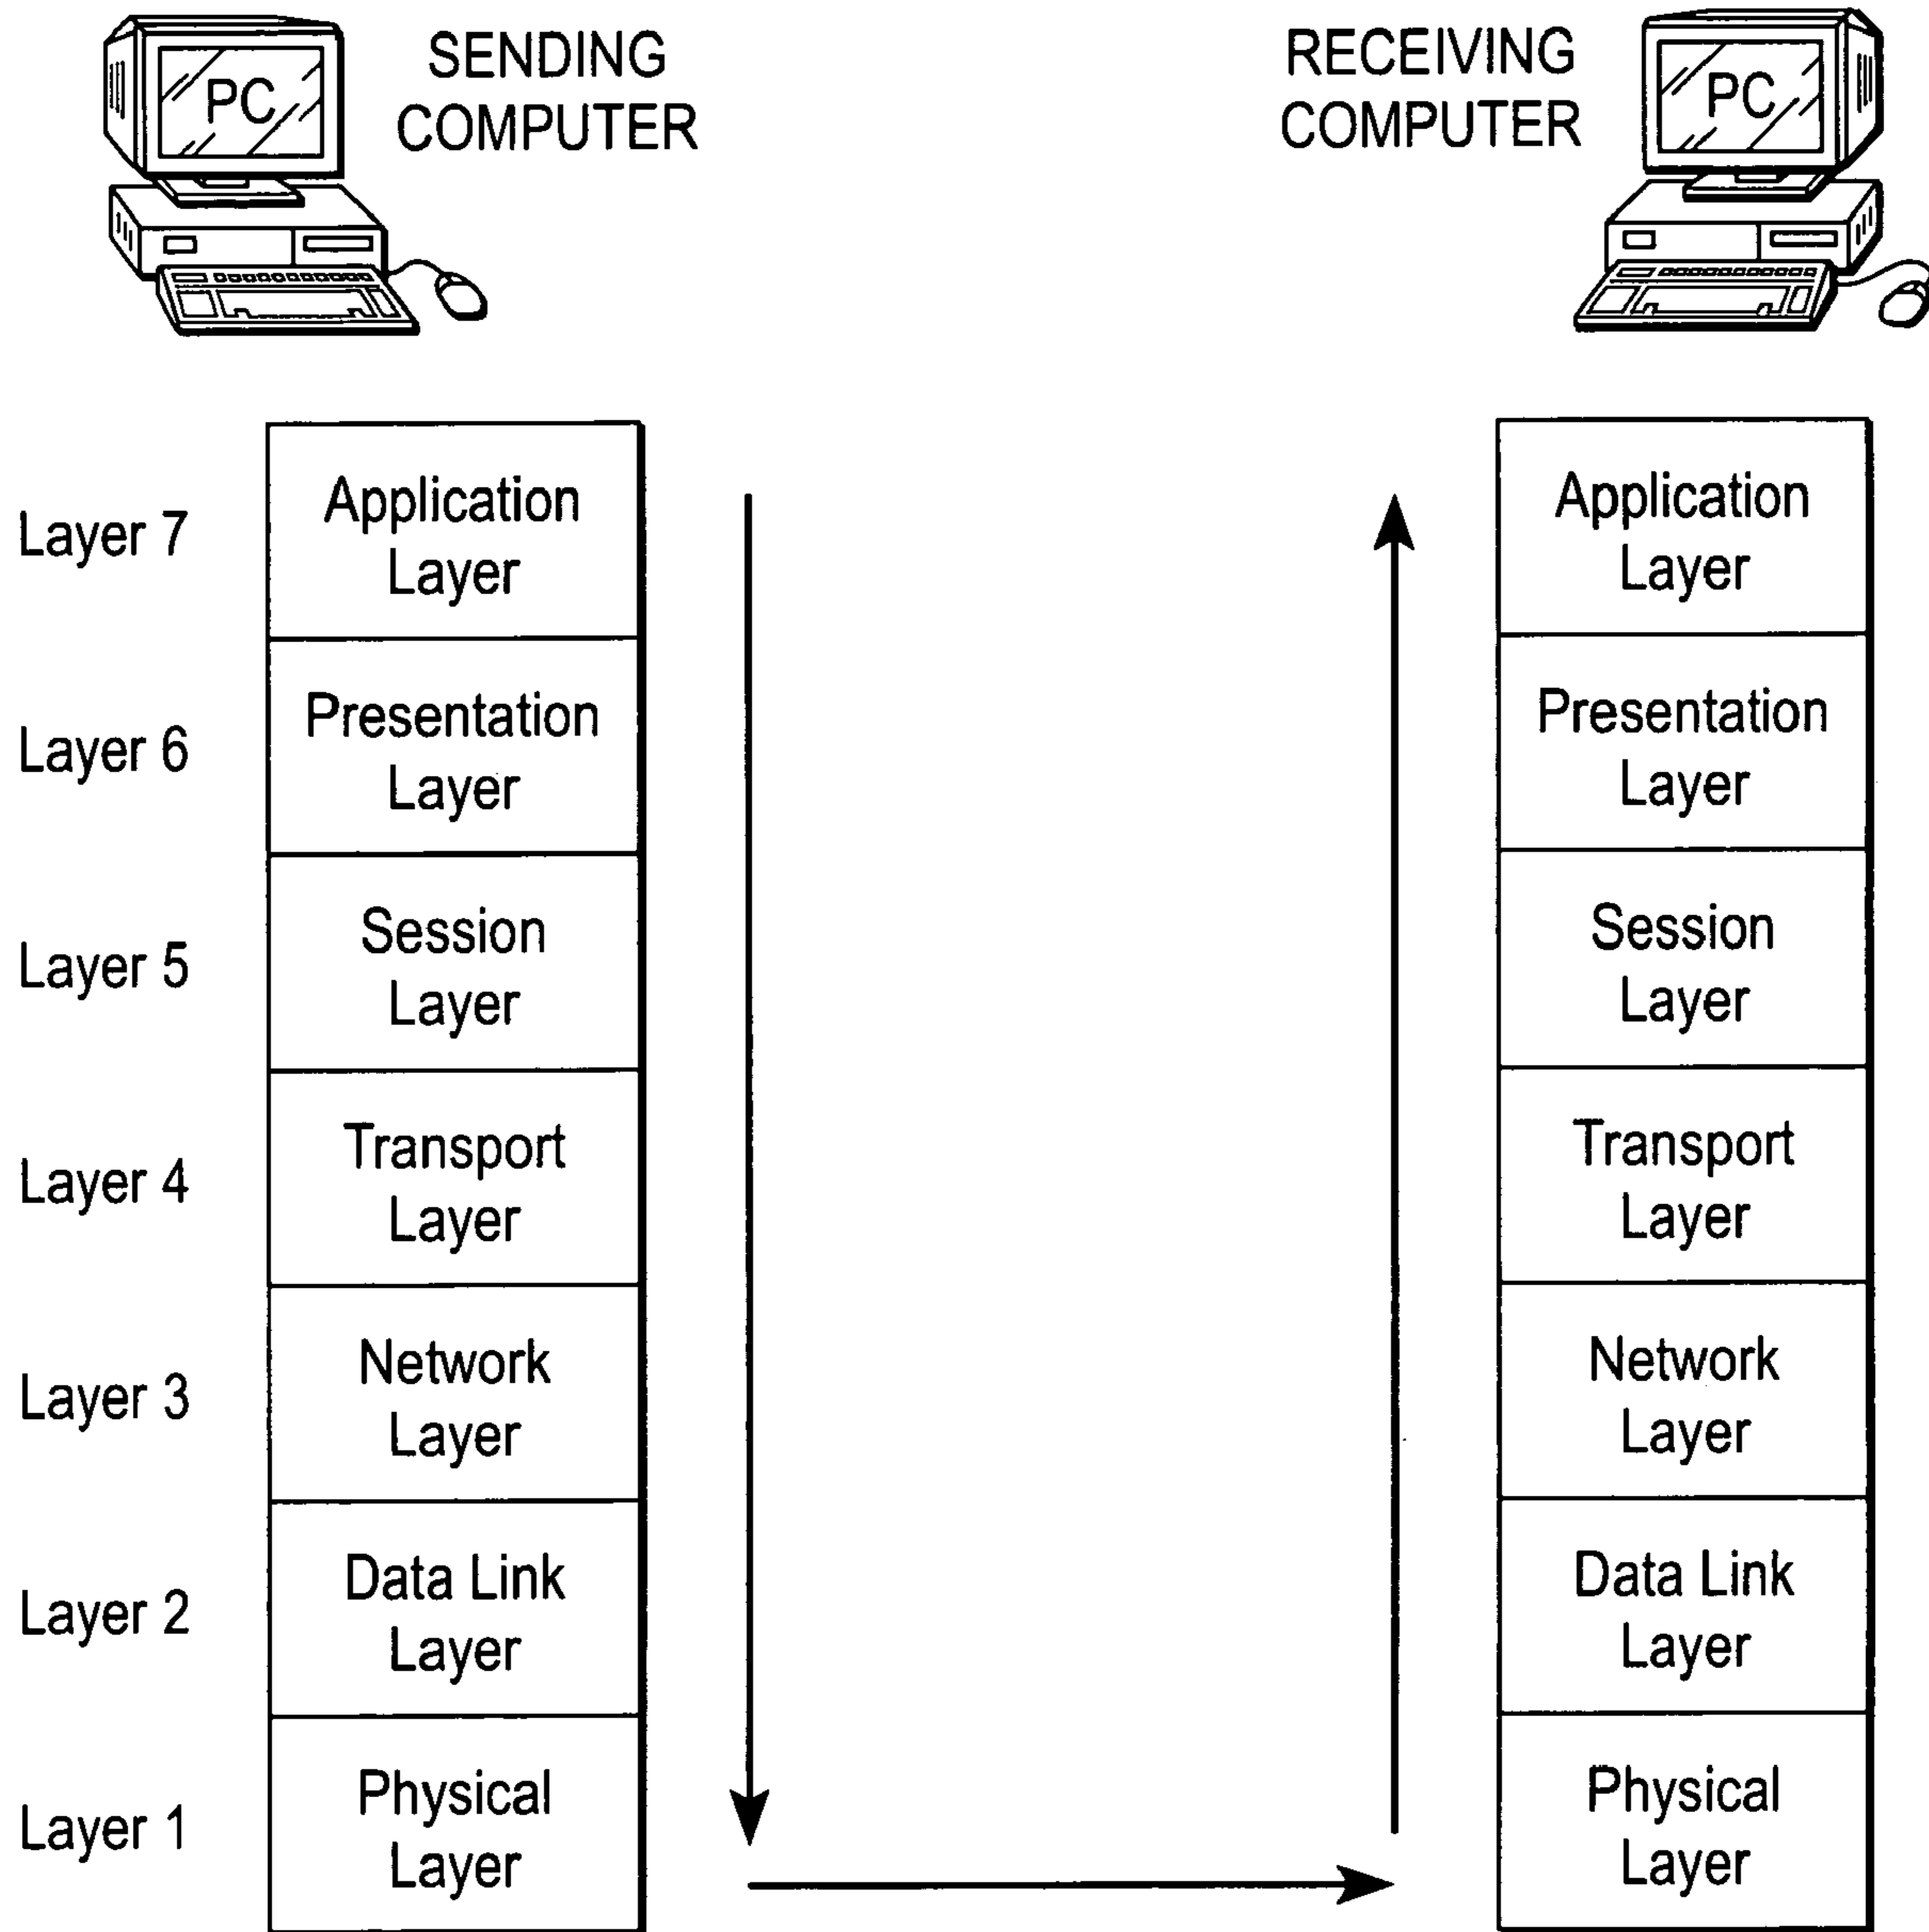 PC
SENDING
COMPUTER
RECEIVING
COMPUTER
PC
Layer 7
Application
Layer
Application
Layer
Layer 6
Presentation
Layer
Presentation
Layer
Layer 5
Session
Layer
Session
Layer
Layer 4
Transport
Layer
Transport
Layer
Layer 3
Network
Layer
Network
Layer
Layer 2
Data Link
Layer
Data Link
Layer
Layer 1
Physical
Layer
Physical
Layer